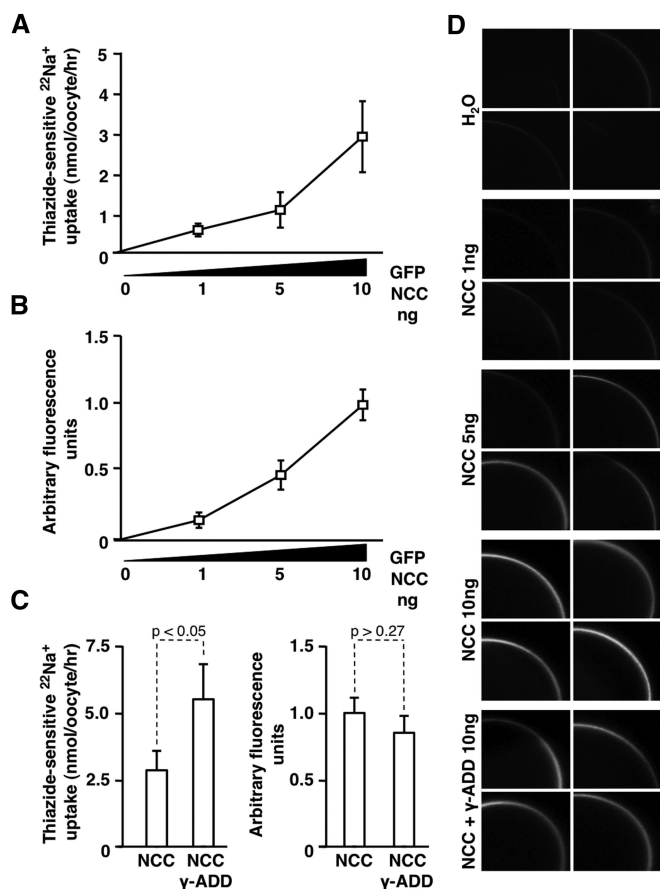 A
Thiazide-sensitive ²²Na⁺
uptake (nmol/oocyte/hr)
5
4
3
2
1
0
0 1 5 10
GFP
NCC
ng
B
Arbitrary fluorescence
units
1.5
1.0
0.5
0
0 1 5 10
GFP
NCC
ng
C
Thiazide-sensitive ²²Na⁺
uptake (nmol/oocyte/hr)
7.5
5.0
2.5
0
p < 0.05
NCC NCC
γ-ADD
Arbitrary fluorescence
units
1.5
1.0
0.5
0
p > 0.27
NCC NCC
γ-ADD
D
H₂O
NCC 1ng
NCC 5ng
NCC 10ng
NCC + γ-ADD 10ng